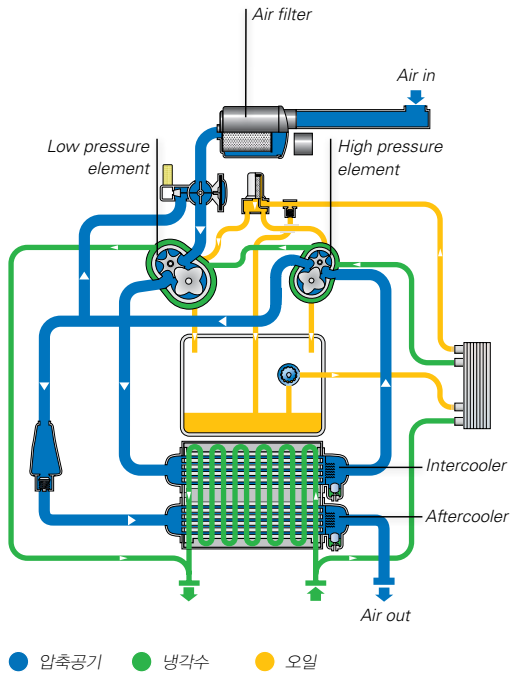 Air filter
Air in
Low pressure
element
High pressure
element
Intercooler
Aftercooler
Air out
압축공기
냉각수
오일